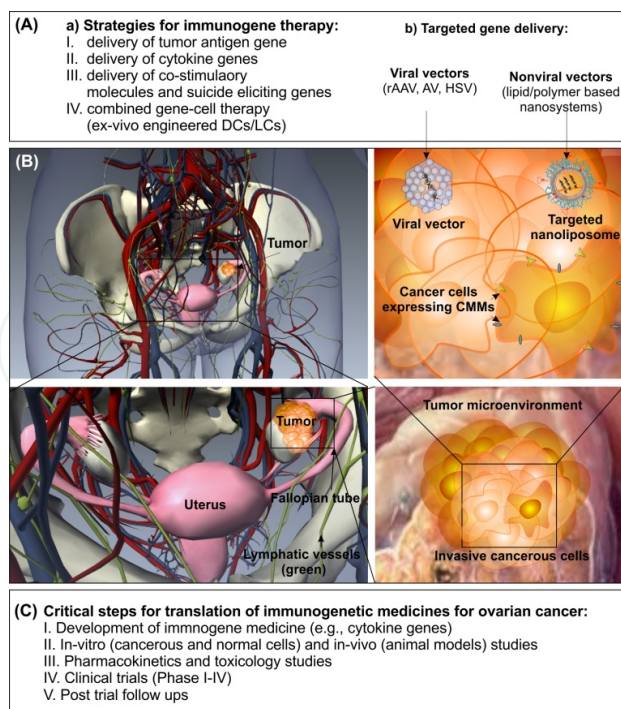 (A)
a) Strategies for immunogene therapy:
I. delivery of tumor antigen gene
II. delivery of cytokine genes
III. delivery of co-stimulaory
molecules and suicide eliciting genes
IV. combined gene-cell therapy
(ex-vivo engineered DCs/LCs)
b) Targeted gene delivery:
Viral vectors
(rAAV, AV, HSV)
Nonviral vectors
(lipid/polymer based
nanosystems)
(B)
Tumor
Viral vector
Targeted
nanoliposome
Cancer cells
expressing CMMs
Tumor
Uterus
Fallopian tube
Lymphatic vessels
(green)
Tumor microenvironment
Invasive cancerous cells
(C) Critical steps for translation of immunogenetic medicines for ovarian cancer:
I. Development of immnogene medicine (e.g., cytokine genes)
II. In-vitro (cancerous and normal cells) and in-vivo (animal models) studies
III. Pharmacokinetics and toxicology studies
IV. Clinical trials (Phase I-IV)
V. Post trial follow ups